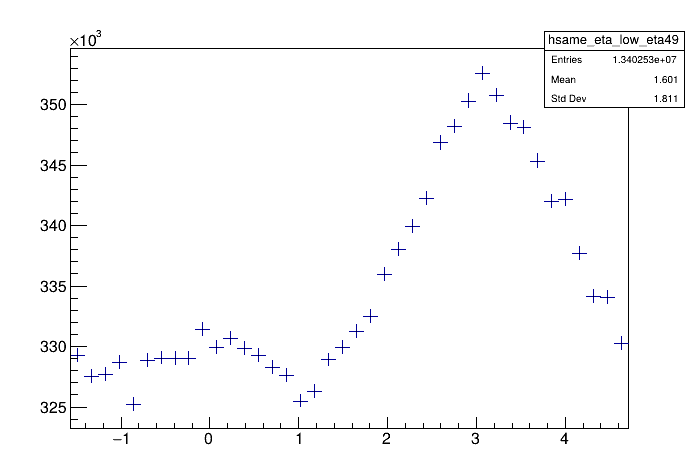 ×10³
hsame_eta_low_eta49
Entries 1.340253e+07
Mean 1.601
Std Dev 1.811
350
345
340
335
330
325
−1 0 1 2 3 4